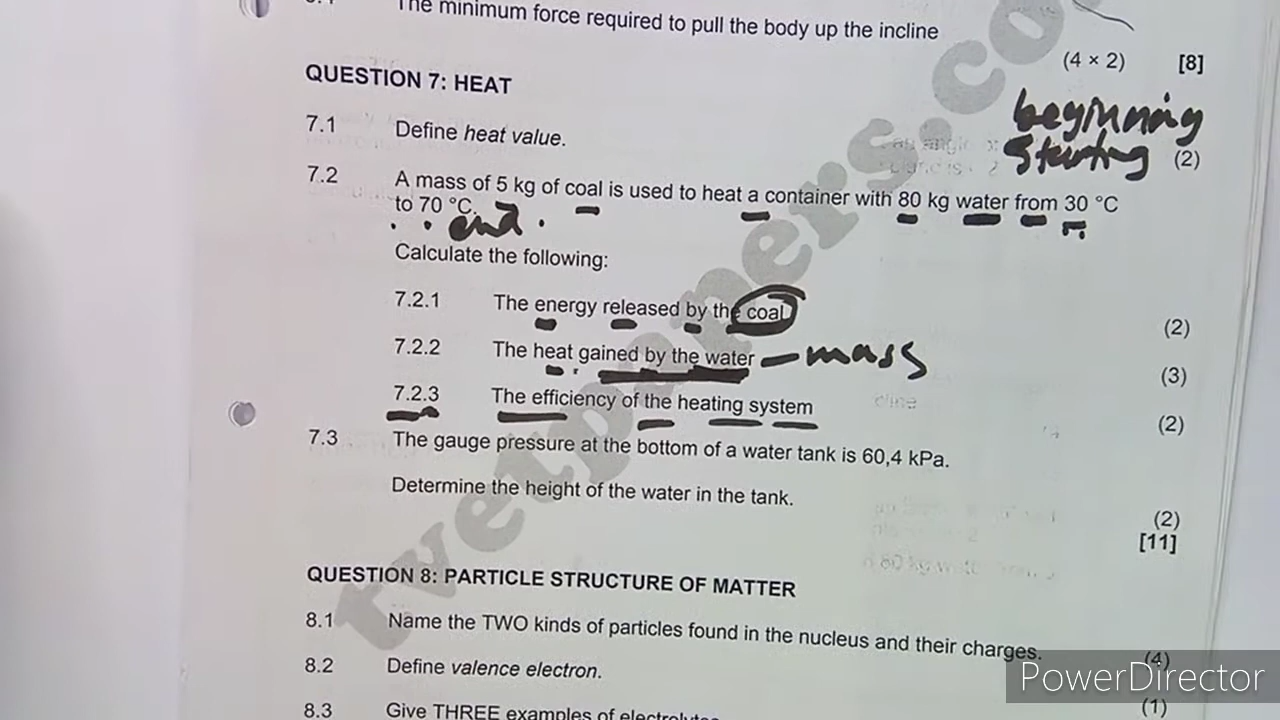 The minimum force required to pull the body up the incline
(4 × 2) [8]
QUESTION 7: HEAT
beginning
7.1 Define heat value.
starting (2)
7.2 A mass of 5 kg of coal is used to heat a container with 80 kg water from 30 °C
to 70 °C.
end
Calculate the following:
7.2.1 The energy released by the coal
(2)
7.2.2 The heat gained by the water – mass
(3)
7.2.3 The efficiency of the heating system
(2)
7.3 The gauge pressure at the bottom of a water tank is 60,4 kPa.
Determine the height of the water in the tank.
(2)
[11]
QUESTION 8: PARTICLE STRUCTURE OF MATTER
8.1 Name the TWO kinds of particles found in the nucleus and their charges.
(4)
8.2 Define valence electron.
(1)
8.3 Give THREE examples of
PowerDirector